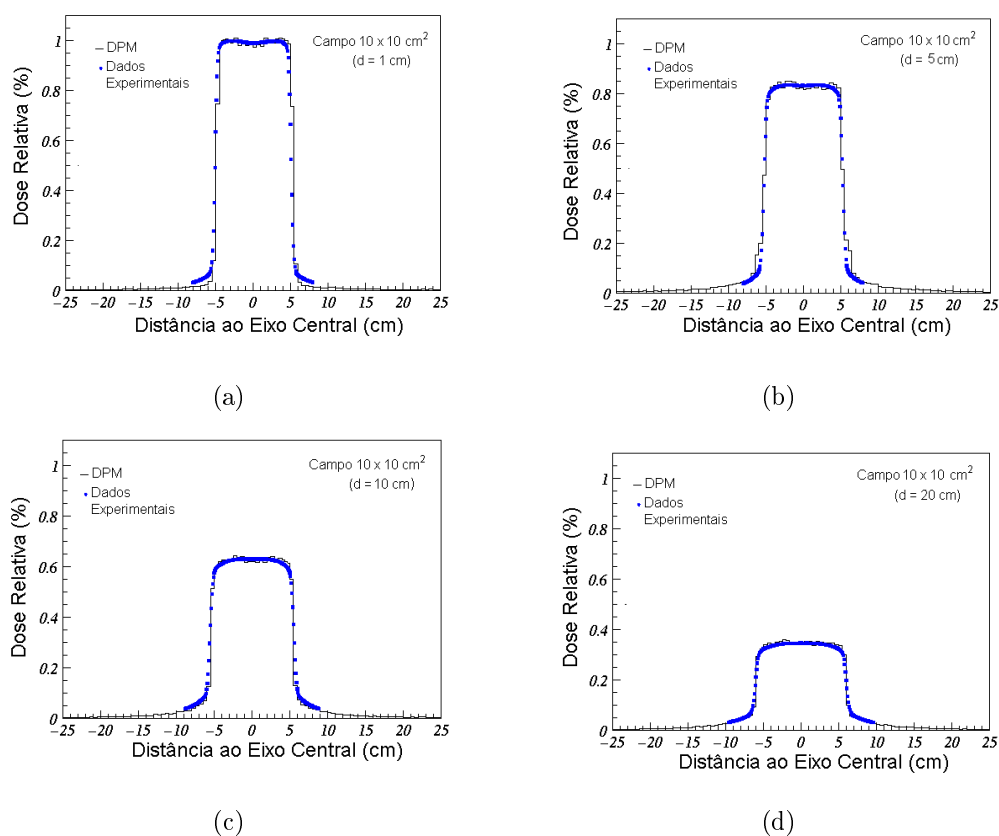 Dose Relativa (%)
1
0.8
0.6
0.4
0.2
0
DPM
Dados
Experimentais
Campo 10 x 10 cm²
(d = 1 cm)
−25 −20 −15 −10 −5 0 5 10 15 20 25
Distância ao Eixo Central (cm)
(a)
Dose Relativa (%)
1
0.8
0.6
0.4
0.2
0
DPM
Dados
Experimentais
Campo 10 x 10 cm²
(d = 5 cm)
−25 −20 −15 −10 −5 0 5 10 15 20 25
Distância ao Eixo Central (cm)
(b)
Dose Relativa (%)
1
0.8
0.6
0.4
0.2
0
DPM
Dados
Experimentais
Campo 10 x 10 cm²
(d = 10 cm)
−25 −20 −15 −10 −5 0 5 10 15 20 25
Distância ao Eixo Central (cm)
(c)
Dose Relativa (%)
1
0.8
0.6
0.4
0.2
0
DPM
Dados
Experimentais
Campo 10 x 10 cm²
(d = 20 cm)
−25 −20 −15 −10 −5 0 5 10 15 20 25
Distância ao Eixo Central (cm)
(d)